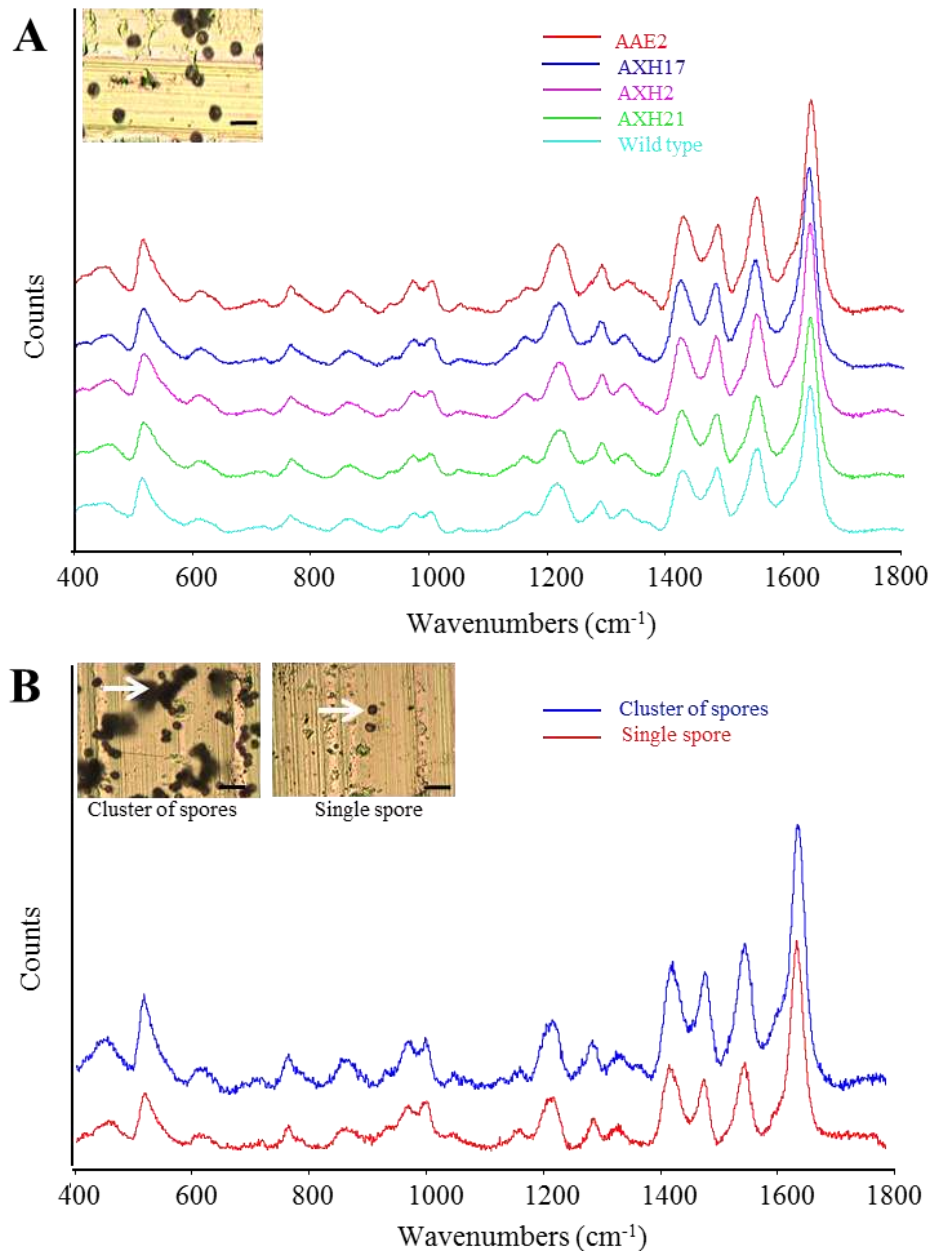 A
AAE2
AXH17
AXH2
AXH21
Wild type
Counts
400 600 800 1000 1200 1400 1600 1800
Wavenumbers (cm-1)
B
Cluster of spores
Single spore
Cluster of spores Single spore
Counts
400 600 800 1000 1200 1400 1600 1800
Wavenumbers (cm-1)